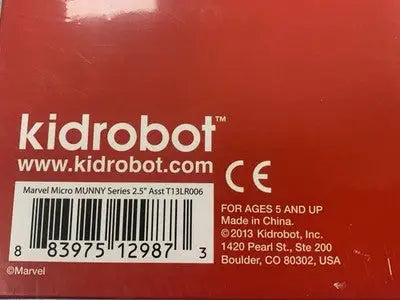 kidrobot™
www.kidrobot.com
CE
Marvel Micro MUNNY Series 2.5" Asst T13LR006
8 83975 12987 3
©Marvel
FOR AGES 5 AND UP
Made in China.
©2013 Kidrobot, Inc.
1420 Pearl St., Ste 200
Boulder, CO 80302, USA